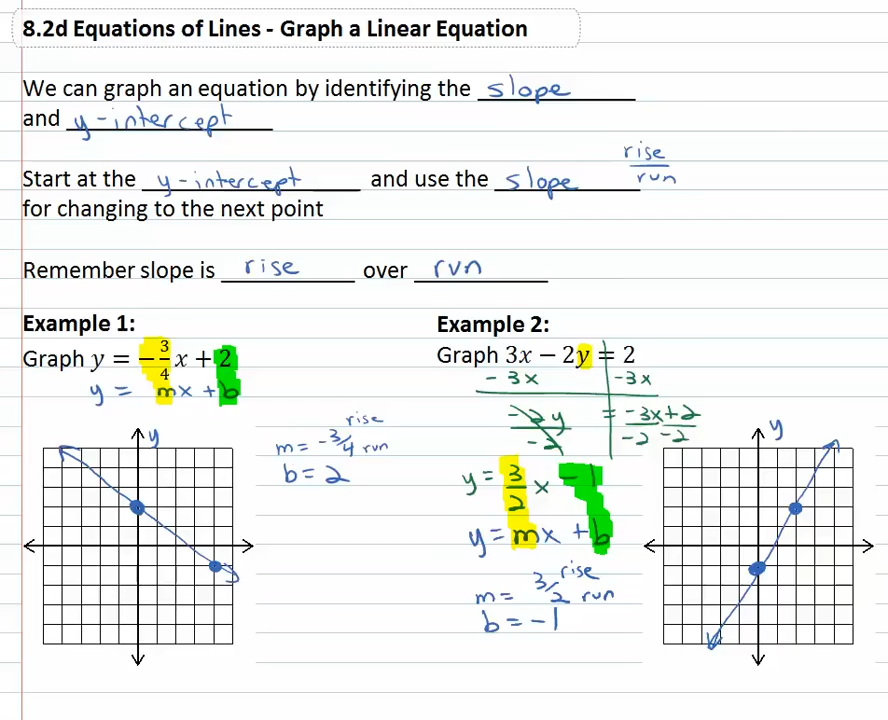 8.2d Equations of Lines - Graph a Linear Equation
We can graph an equation by identifying the slope
and y-intercept
Start at the y-intercept and use the slope rise/run
for changing to the next point
Remember slope is rise over run
Example 1:
Graph y = -3/4 x + 2
y = mx + b
m = -3/4 rise run
b = 2
y
Example 2:
Graph 3x − 2y = 2
-3x -3x
-2y/-2 = -3x/-2 + 2/-2
y = 3/2 x - 1
y = mx + b
m = 3/2 rise run
b = -1
y